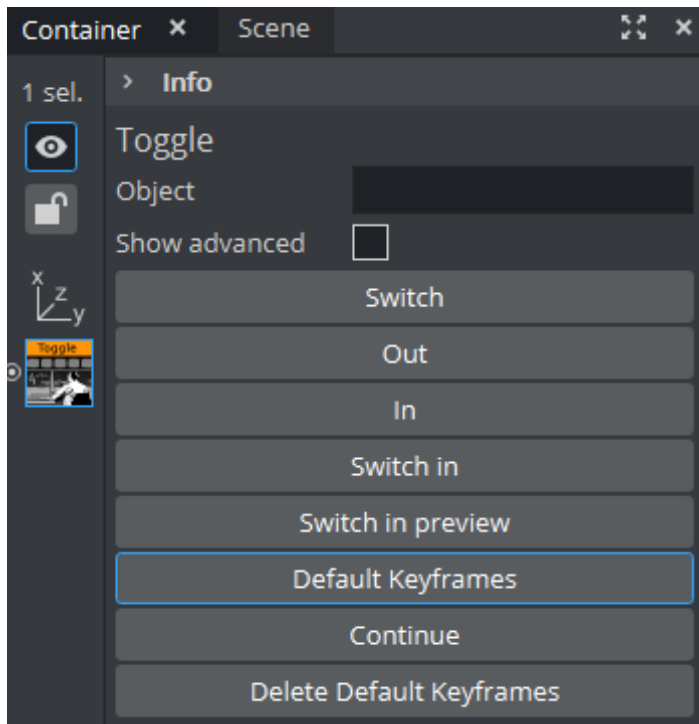 Container Scene
1 sel.
Info
Toggle
Object
Show advanced
x
z
y
Toggle
Switch
Out
In
Switch in
Switch in preview
Default Keyframes
Continue
Delete Default Keyframes